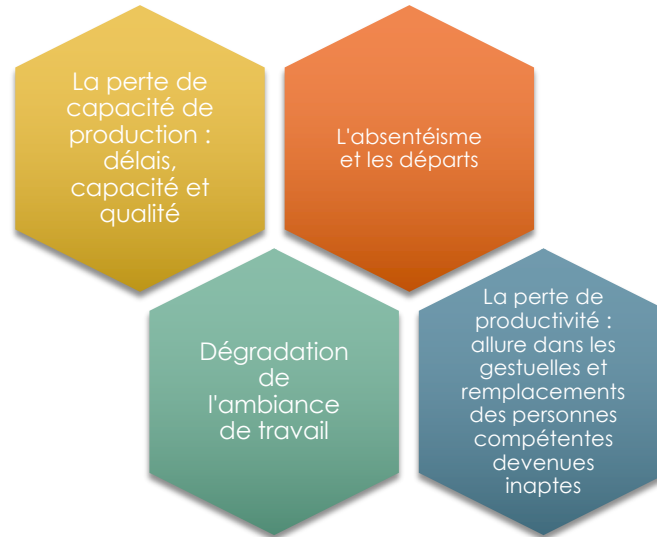 La perte de
capacité de
production :
délais,
capacité et
qualité
L'absentéisme
et les départs
Dégradation
de
l'ambiance
de travail
La perte de
productivité :
allure dans les
gestuelles et
remplacements
des personnes
compétentes
devenues
inaptes